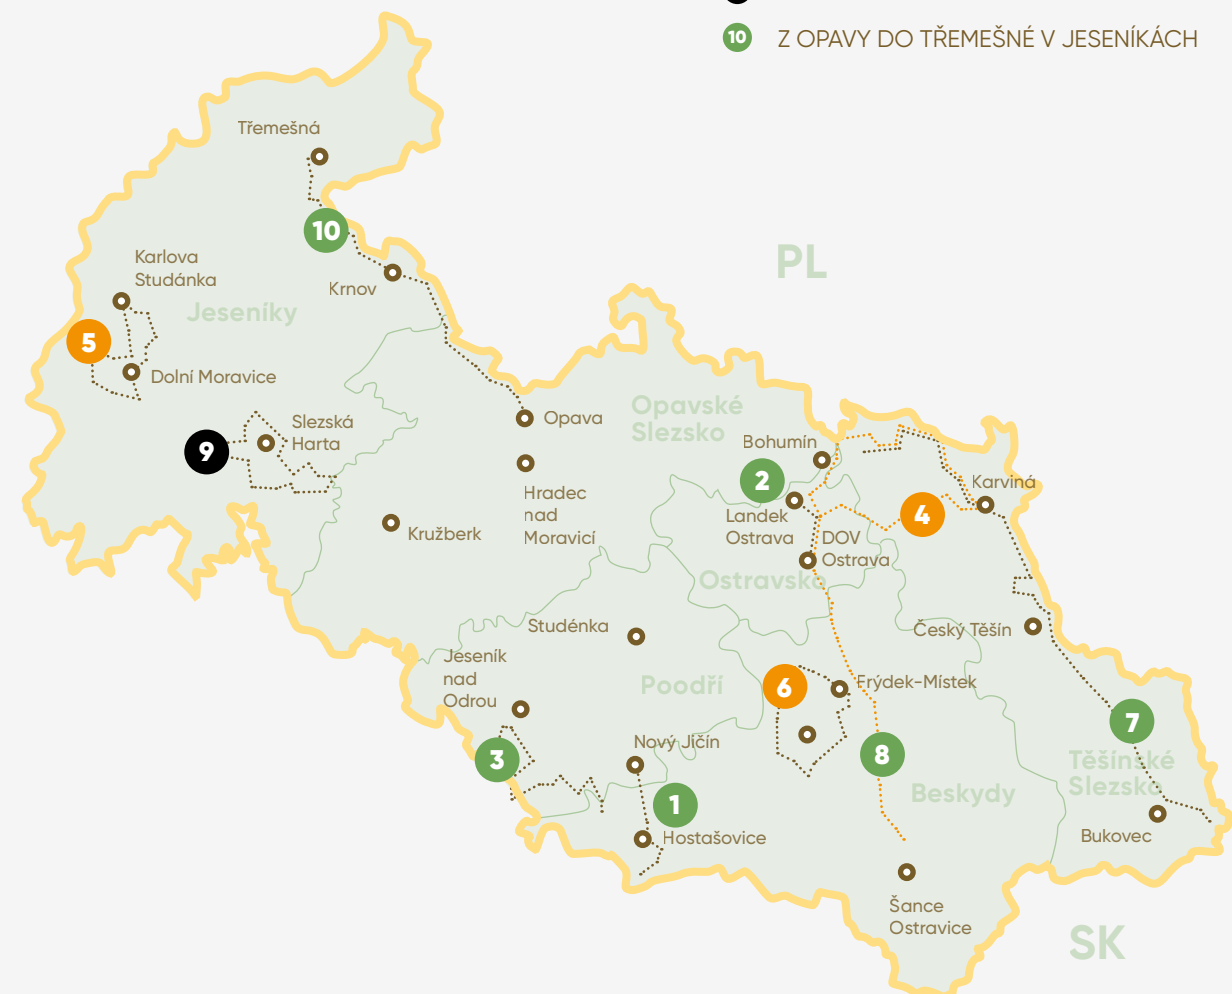 10 Z OPAVY DO TŘEMEŠNÉ V JESENÍKÁCH
Třemešná
10
PL
Karlova
Studánka
Krnov
Jeseníky
5
Dolní Moravice
Opavské
Slezsko
Opava
Slezská
Harta
9
Bohumín
2
Karviná
Hradec
nad
Moravicí
Landek
Ostrava
4
Kružberk
DOV
Ostrava
Ostravsko
Studénka
Český Těšín
Jeseník
nad
Odrou
Poodří
6
Frýdek-Místek
7
Nový Jičín
3
8
Těšínské
Slezsko
Beskydy
1
Hostašovice
Bukovec
Šance
Ostravice
SK